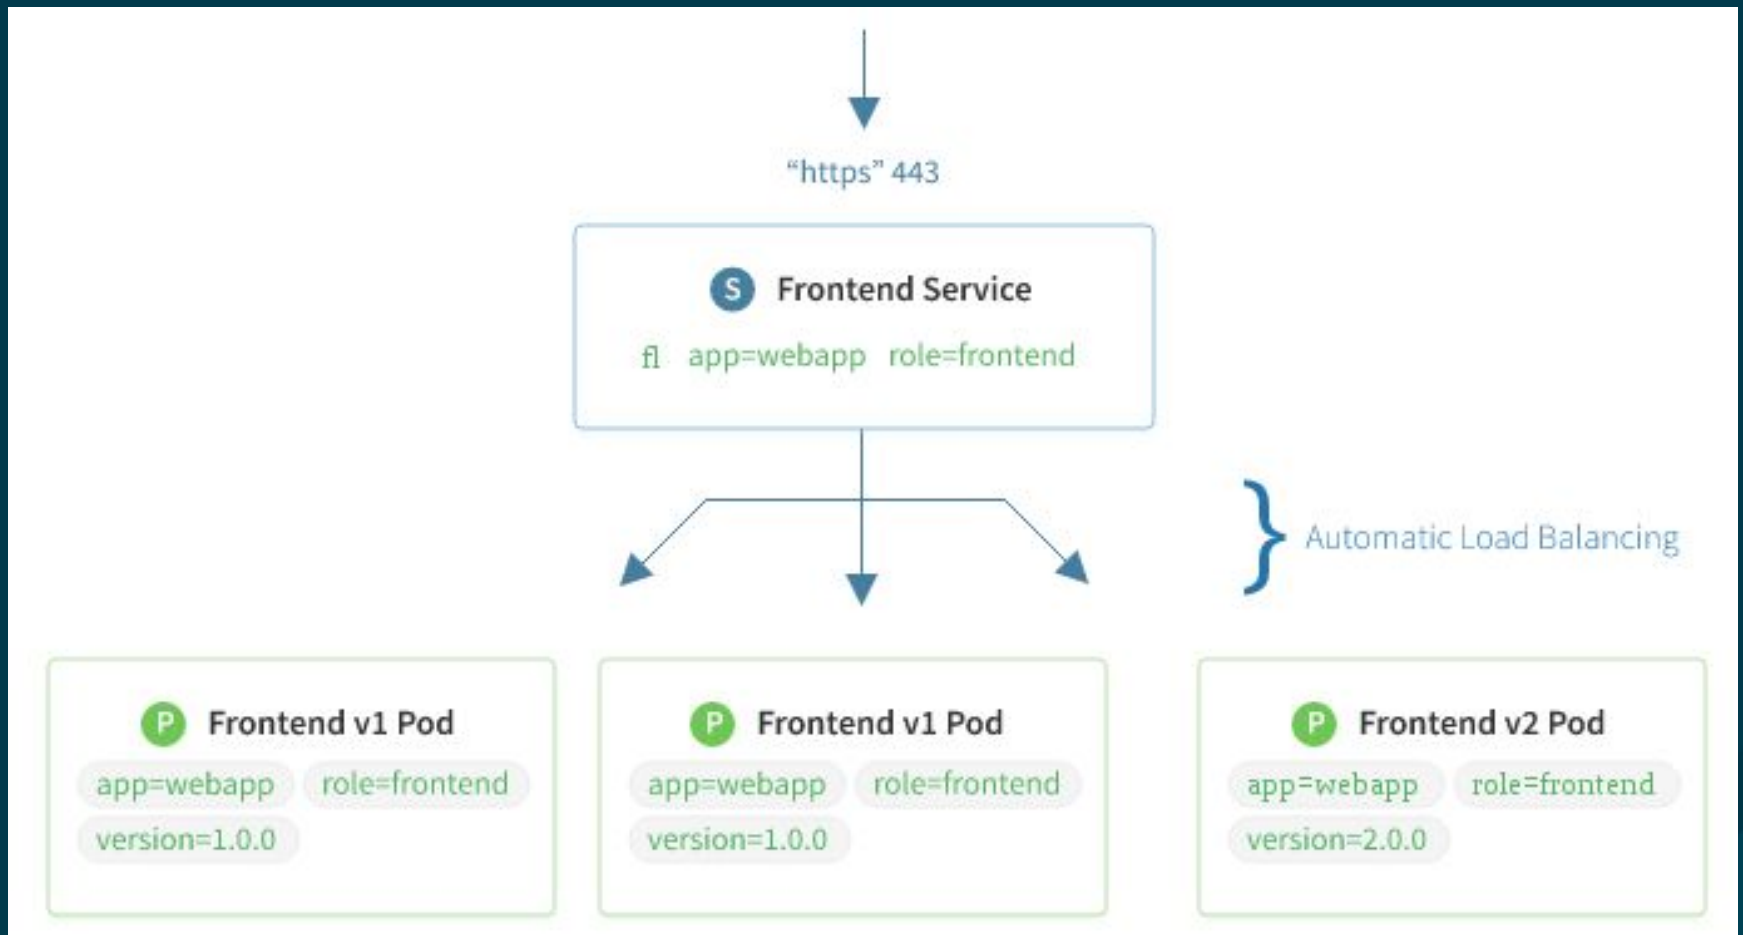 “https” 443
S Frontend Service
fl app=webapp role=frontend
} Automatic Load Balancing
P Frontend v1 Pod
app=webapp role=frontend
version=1.0.0
P Frontend v1 Pod
app=webapp role=frontend
version=1.0.0
P Frontend v2 Pod
app=webapp role=frontend
version=2.0.0